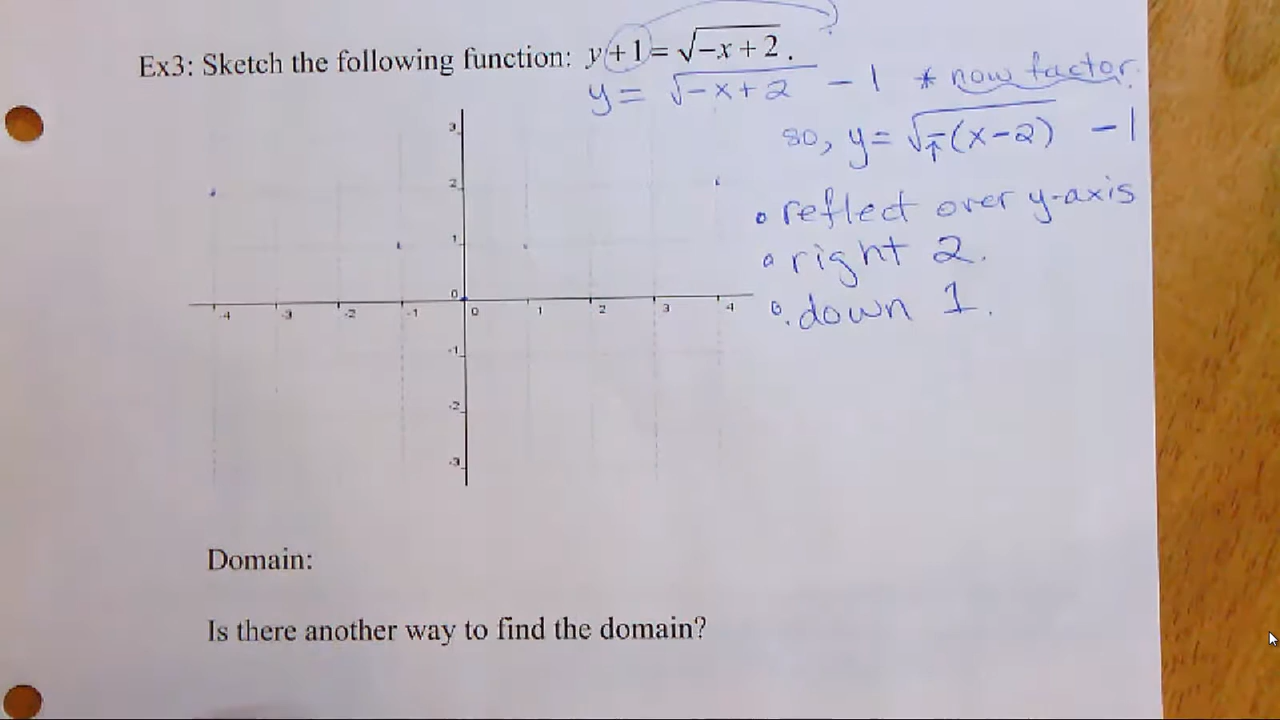 Ex3: Sketch the following function: y + 1 = √(-x + 2).
y = √(-x + 2) - 1 * now factor.
so, y = √(-(x - 2)) - 1
• reflect over y-axis
• right 2.
• down 1.
3
2
1
0
-4 -3 -2 -1 0 1 2 3 4
-1
-2
-3
Domain:
Is there another way to find the domain?